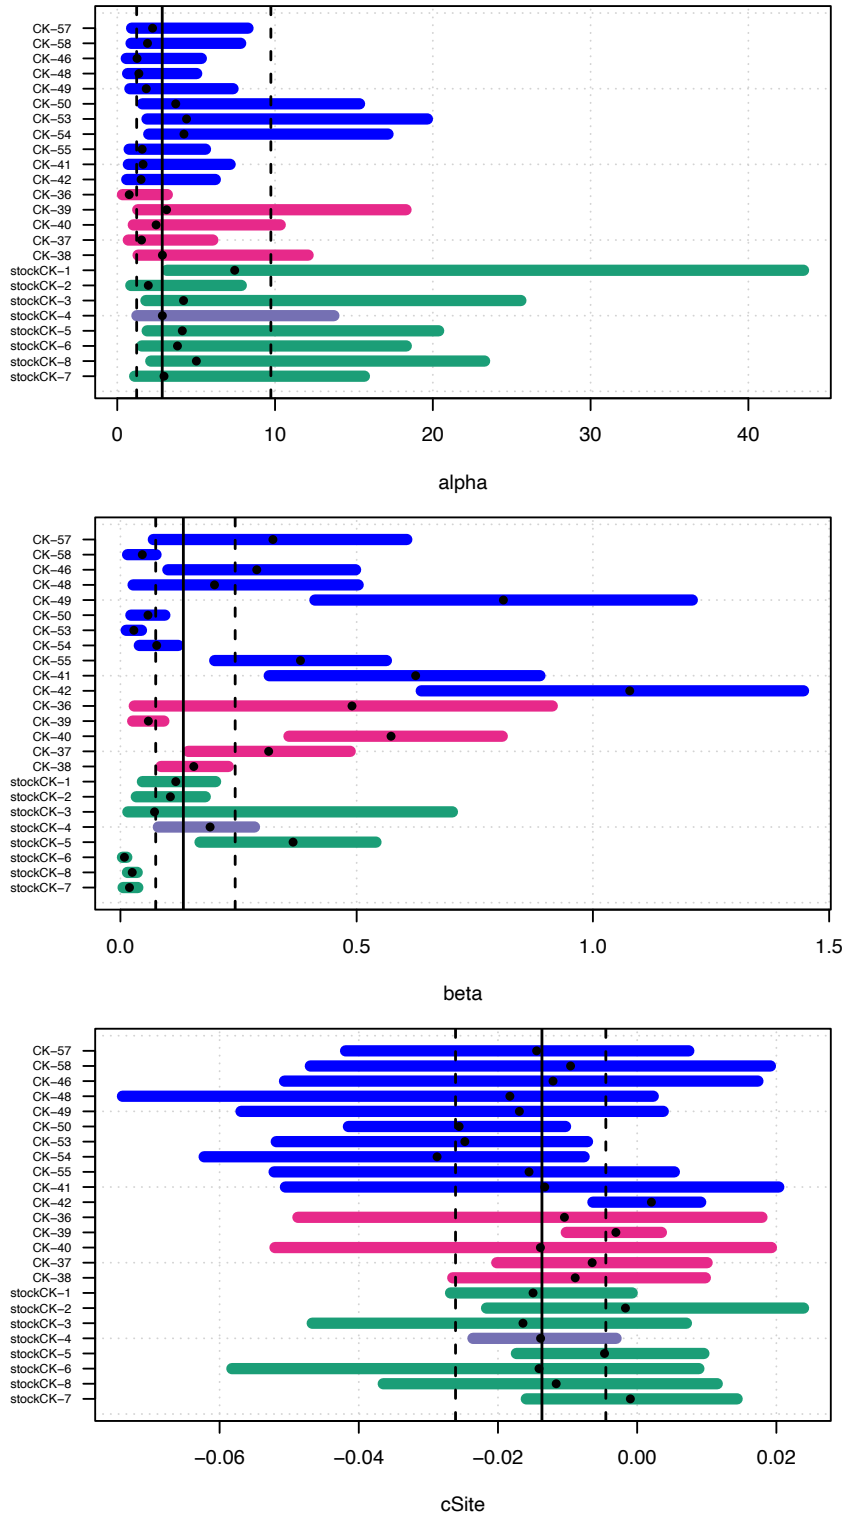 CK−57
CK−58
CK−46
CK−48
CK−49
CK−50
CK−53
CK−54
CK−55
CK−41
CK−42
CK−36
CK−39
CK−40
CK−37
CK−38
stockCK−1
stockCK−2
stockCK−3
stockCK−4
stockCK−5
stockCK−6
stockCK−8
stockCK−7
0 10 20 30 40
alpha
CK−57
CK−58
CK−46
CK−48
CK−49
CK−50
CK−53
CK−54
CK−55
CK−41
CK−42
CK−36
CK−39
CK−40
CK−37
CK−38
stockCK−1
stockCK−2
stockCK−3
stockCK−4
stockCK−5
stockCK−6
stockCK−8
stockCK−7
0.0 0.5 1.0 1.5
beta
CK−57
CK−58
CK−46
CK−48
CK−49
CK−50
CK−53
CK−54
CK−55
CK−41
CK−42
CK−36
CK−39
CK−40
CK−37
CK−38
stockCK−1
stockCK−2
stockCK−3
stockCK−4
stockCK−5
stockCK−6
stockCK−8
stockCK−7
−0.06 −0.04 −0.02 0.00 0.02
cSite